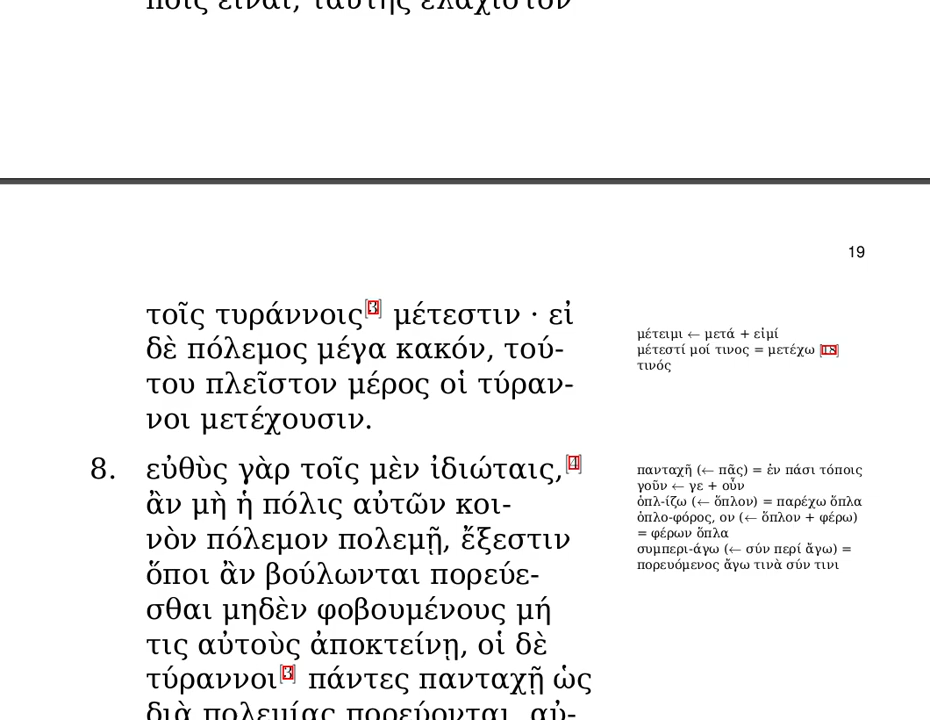 ποις εἶναι, ταύτης ἐλάχιστον
19
τοῖς τυράννοις[3] μέτεστιν · εἰ
δὲ πόλεμος μέγα κακόν, τού-
του πλεῖστον μέρος οἱ τύραν-
νοι μετέχουσιν.
μέτειμι ← μετά + εἰμί
μέτεστί μοί τινος = μετέχω [18]
τινός
8. εὐθὺς γὰρ τοῖς μὲν ἰδιώταις,[4]
ἂν μὴ ἡ πόλις αὐτῶν κοι-
νὸν πόλεμον πολεμῇ, ἔξεστιν
ὅποι ἂν βούλωνται πορεύε-
σθαι μηδὲν φοβουμένους μή
τις αὐτοὺς ἀποκτείνῃ, οἱ δὲ
τύραννοι[3] πάντες πανταχῇ ὡς
διὰ πολεμίας πορεύονται. αὐ-
πανταχῆ (← πᾶς) = ἐν πάσι τόποις
γοῦν ← γε + οὖν
ὁπλ-ίζω (← ὅπλον) = παρέχω ὅπλα
ὁπλο-φόρος, ον (← ὅπλον + φέρω)
= φέρων ὅπλα
συμπερι-άγω (← σύν περί ἄγω) =
πορευόμενος ἄγω τινὰ σύν τινι